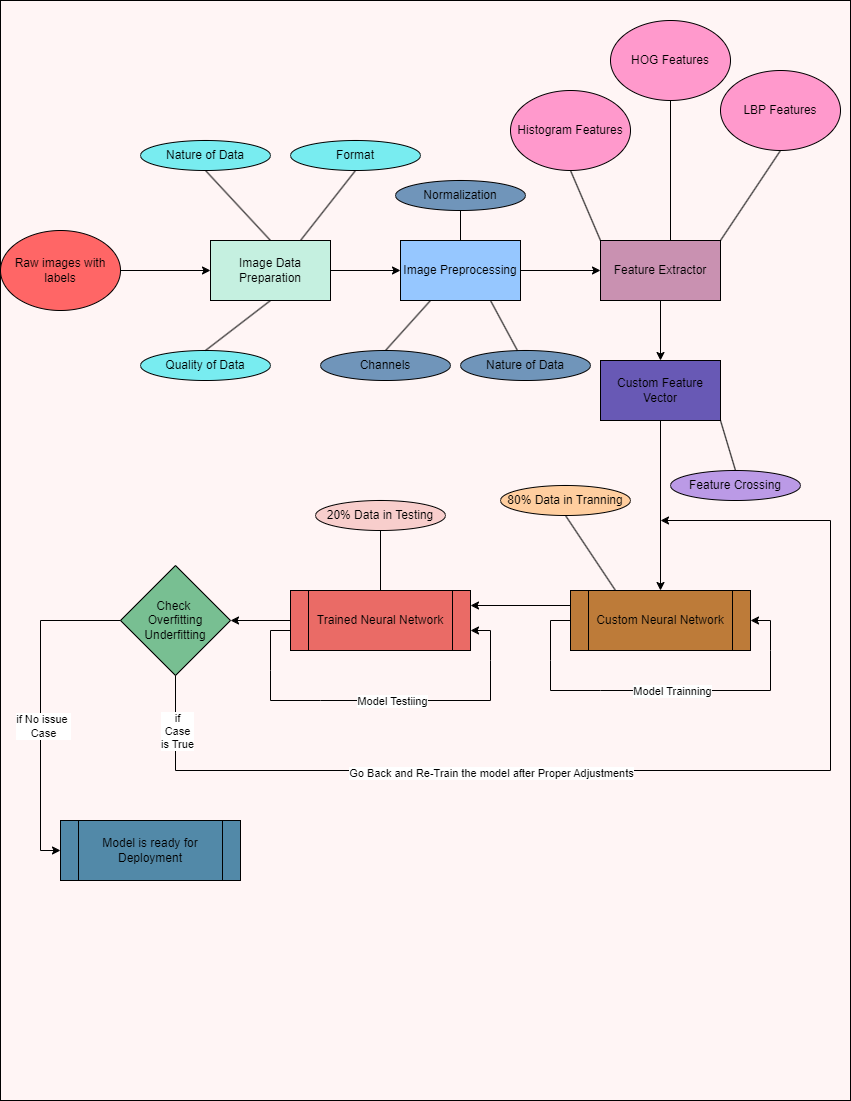 HOG Features
LBP Features
Histogram Features
Nature of Data
Format
Normalization
Raw images with
labels
Image Data
Preparation
Image Preprocessing
Feature Extractor
Quality of Data
Channels
Nature of Data
Custom Feature
Vector
Feature Crossing
80% Data in Tranning
20% Data in Testing
Check
Overfitting
Underfitting
Trained Neural Network
Custom Neural Network
Model Testiing
Model Trainning
if No issue
Case
if
Case
is True
Go Back and Re-Train the model after Proper Adjustments
Model is ready for
Deployment